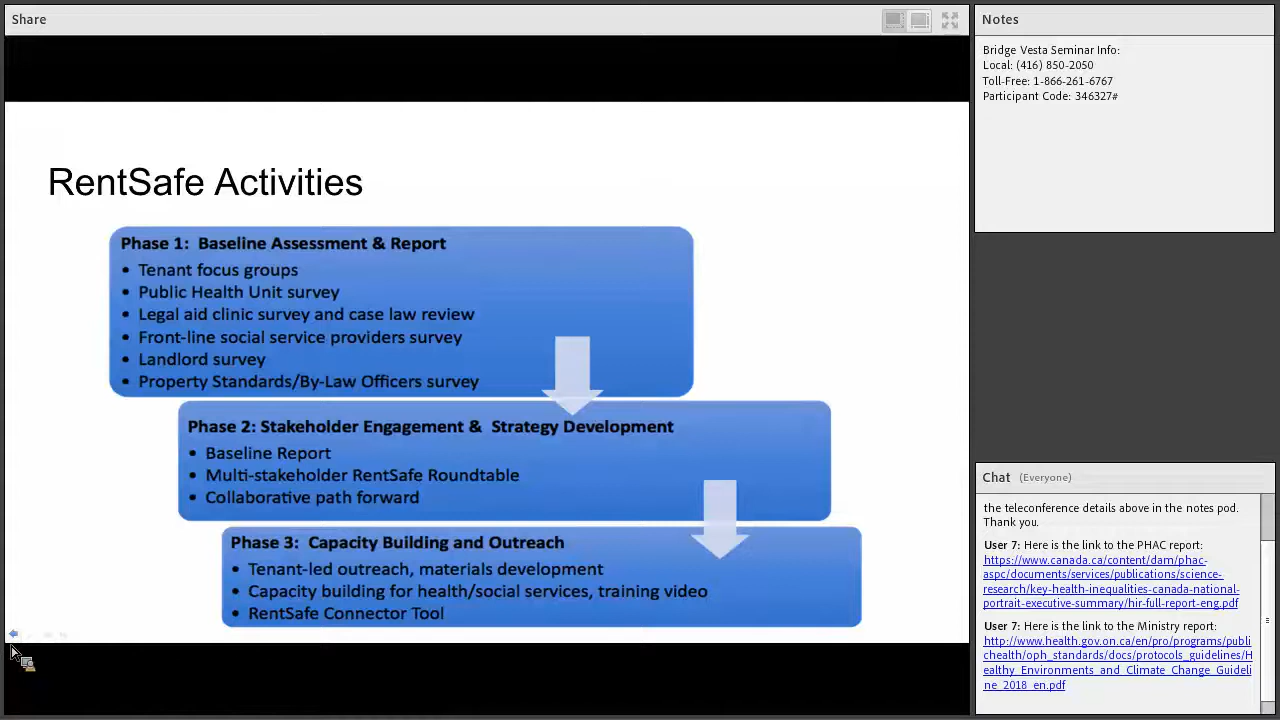 Share
RentSafe Activities
Phase 1:  Baseline Assessment & Report
• Tenant focus groups
• Public Health Unit survey
• Legal aid clinic survey and case law review
• Front-line social service providers survey
• Landlord survey
• Property Standards/By-Law Officers survey
Phase 2: Stakeholder Engagement &  Strategy Development
• Baseline Report
• Multi-stakeholder RentSafe Roundtable
• Collaborative path forward
Phase 3:  Capacity Building and Outreach
• Tenant-led outreach, materials development
• Capacity building for health/social services, training video
• RentSafe Connector Tool
Notes
Bridge Vesta Seminar Info:
Local: (416) 850-2050
Toll-Free: 1-866-261-6767
Participant Code: 346327#
Chat (Everyone)
the teleconference details above in the notes pod.
Thank you.
User 7: Here is the link to the PHAC report:
https://www.canada.ca/content/dam/phac-
aspc/documents/services/publications/science-
research/key-health-inequalities-canada-national-
portrait-executive-summary/hir-full-report-eng.pdf
User 7: Here is the link to the Ministry report:
http://www.health.gov.on.ca/en/pro/programs/publi
chealth/oph_standards/docs/protocols_guidelines/H
ealthy_Environments_and_Climate_Change_Guideli
ne_2018_en.pdf